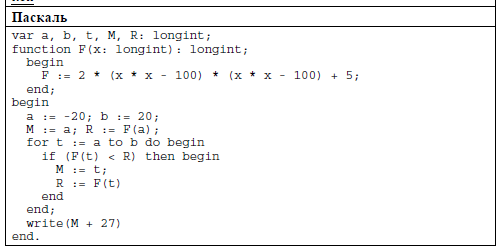 Паскаль
var a, b, t, M, R: longint;
function F(x: longint): longint;
begin
F := 2 * (x * x - 100) * (x * x - 100) + 5;
end;
begin
a := -20; b := 20;
M := a; R := F(a);
for t := a to b do begin
if (F(t) < R) then begin
M := t;
R := F(t)
end
end;
write(M + 27)
end.